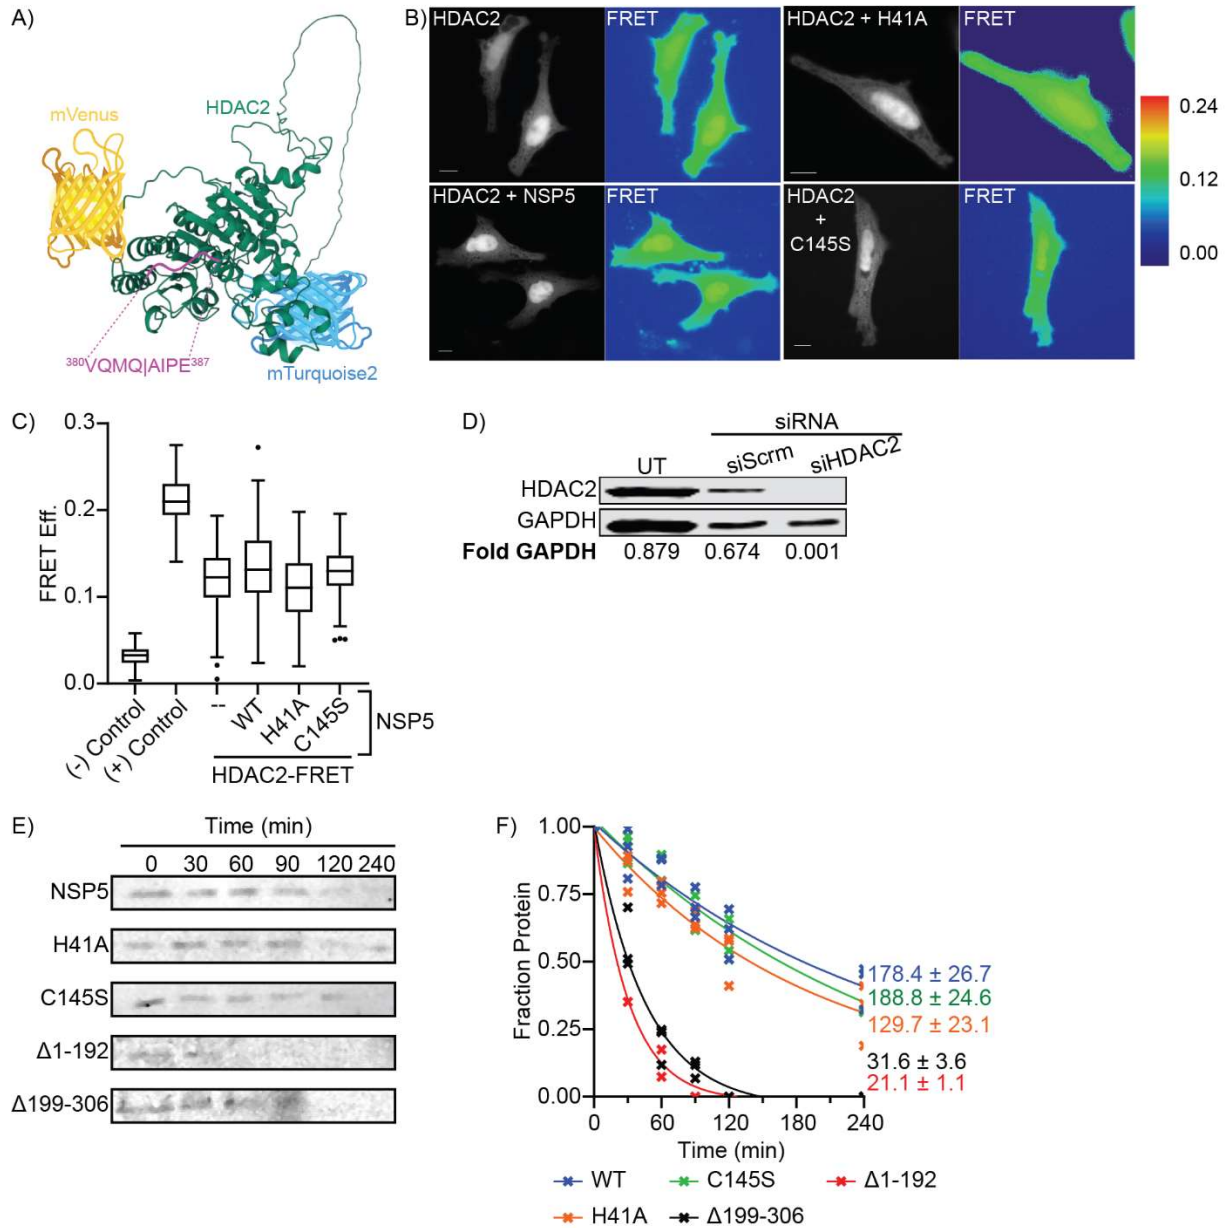 A)
mVenus
HDAC2
³⁸⁰VQMQ|AIPE³⁸⁷
mTurquoise2
B)
HDAC2
FRET
HDAC2 + H41A
FRET
HDAC2 + NSP5
FRET
HDAC2
+
C145S
FRET
0.24
0.12
0.00
C)
FRET Eff.
0.3
0.2
0.1
0.0
(-) Control
(+) Control
--
WT
H41A
C145S
NSP5
HDAC2-FRET
D)
siRNA
UT siScrm siHDAC2
HDAC2
GAPDH
Fold GAPDH 0.879 0.674 0.001
E)
Time (min)
0 30 60 90 120 240
NSP5
H41A
C145S
Δ1-192
Δ199-306
F)
Fraction Protein
1.00
0.75
0.50
0.25
0.00
178.4 ± 26.7
188.8 ± 24.6
129.7 ± 23.1
31.6 ± 3.6
21.1 ± 1.1
0 60 120 180 240
Time (min)
WT C145S Δ1-192
H41A Δ199-306